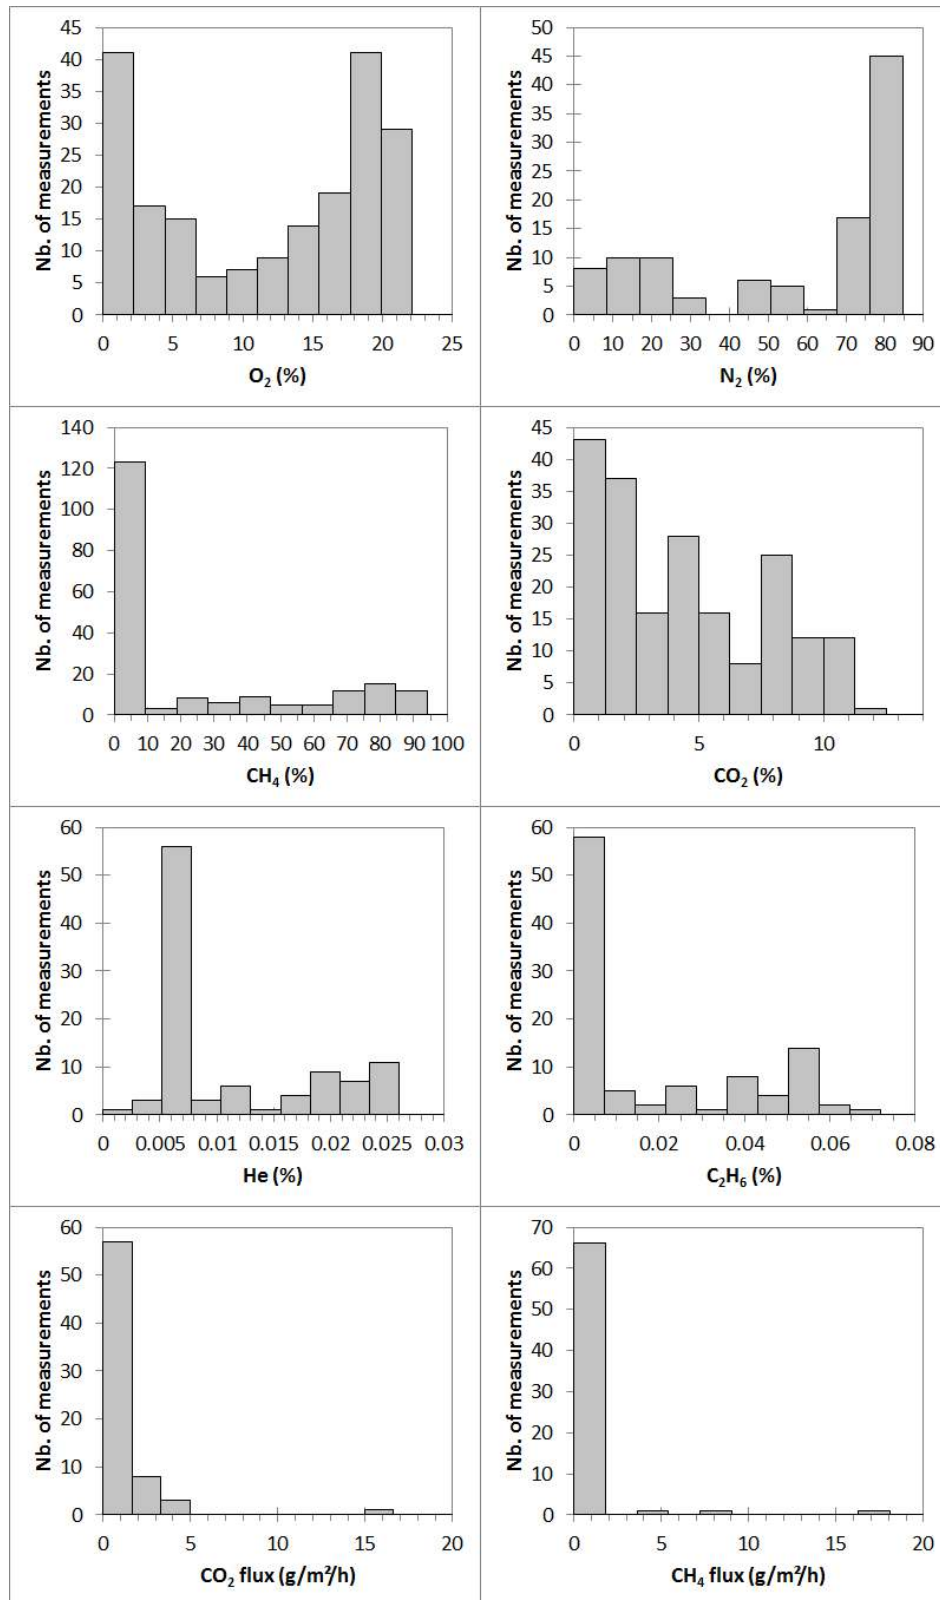 Nb. of measurements
45
40
35
30
25
20
15
10
5
0
0 5 10 15 20 25
O₂ (%)
Nb. of measurements
50
45
40
35
30
25
20
15
10
5
0
0 10 20 30 40 50 60 70 80 90
N₂ (%)
Nb. of measurements
140
120
100
80
60
40
20
0
0 10 20 30 40 50 60 70 80 90 100
CH₄ (%)
Nb. of measurements
45
40
35
30
25
20
15
10
5
0
0 5 10
CO₂ (%)
Nb. of measurements
60
50
40
30
20
10
0
0 0.005 0.01 0.015 0.02 0.025 0.03
He (%)
Nb. of measurements
60
50
40
30
20
10
0
0 0.02 0.04 0.06 0.08
C₂H₆ (%)
Nb. of measurements
60
50
40
30
20
10
0
0 5 10 15 20
CO₂ flux (g/m²/h)
Nb. of measurements
70
60
50
40
30
20
10
0
0 5 10 15 20
CH₄ flux (g/m²/h)